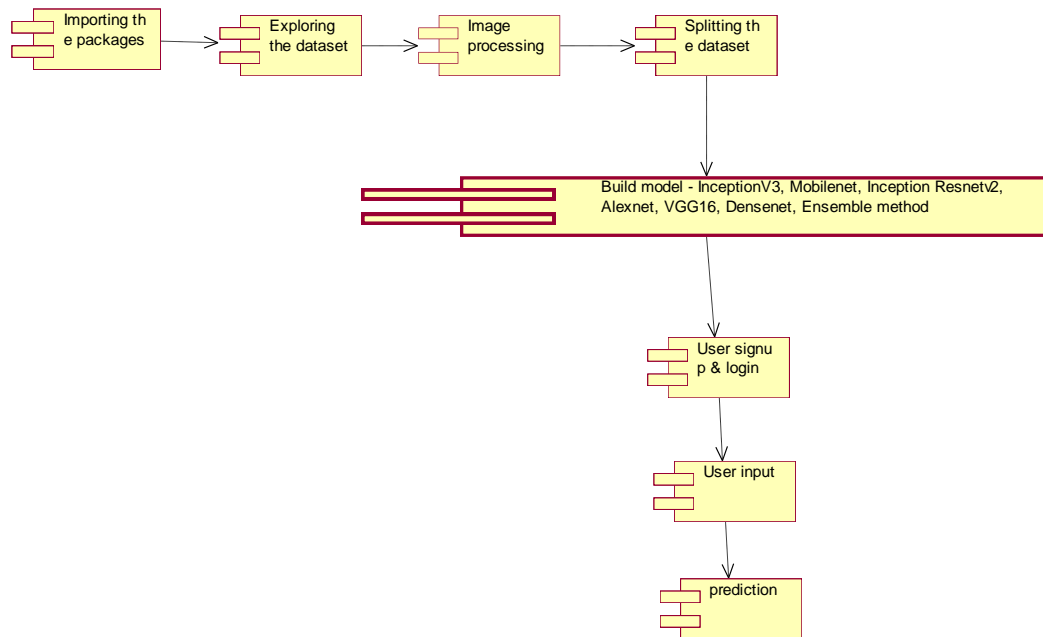 Importing th
e packages
Exploring
the dataset
Image
processing
Splitting th
e dataset
Build model - InceptionV3, Mobilenet, Inception Resnetv2,
Alexnet, VGG16, Densenet, Ensemble method
User signu
p & login
User input
prediction